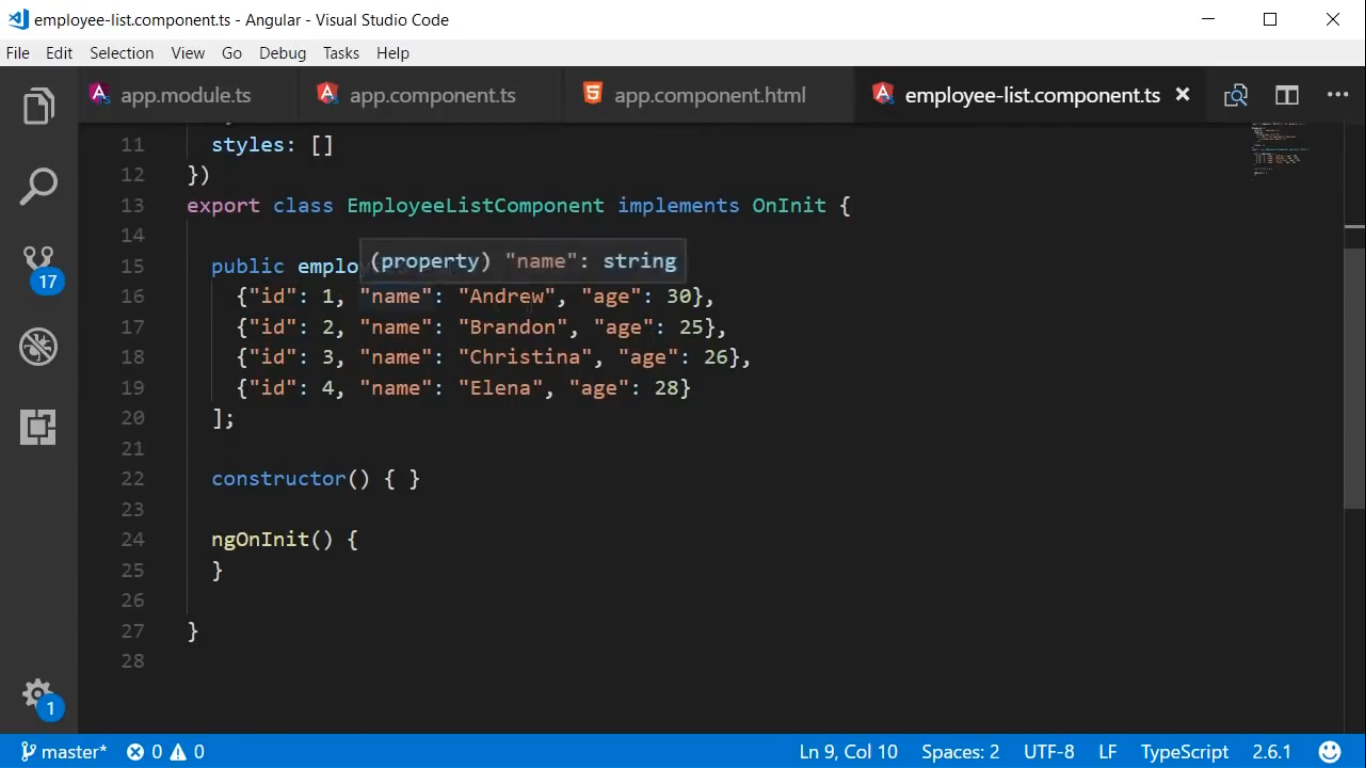 employee-list.component.ts - Angular - Visual Studio Code
File Edit Selection View Go Debug Tasks Help
app.module.ts app.component.ts app.component.html employee-list.component.ts
11 styles: []
12 })
13 export class EmployeeListComponent implements OnInit {
14
(property) "name": string
15 public emplo
16 {"id": 1, "name": "Andrew", "age": 30},
17 {"id": 2, "name": "Brandon", "age": 25},
18 {"id": 3, "name": "Christina", "age": 26},
19 {"id": 4, "name": "Elena", "age": 28}
20 ];
21
22 constructor() { }
23
24 ngOnInit() {
25 }
26
27 }
28
17
1
master* 0 0 Ln 9, Col 10 Spaces: 2 UTF-8 LF TypeScript 2.6.1